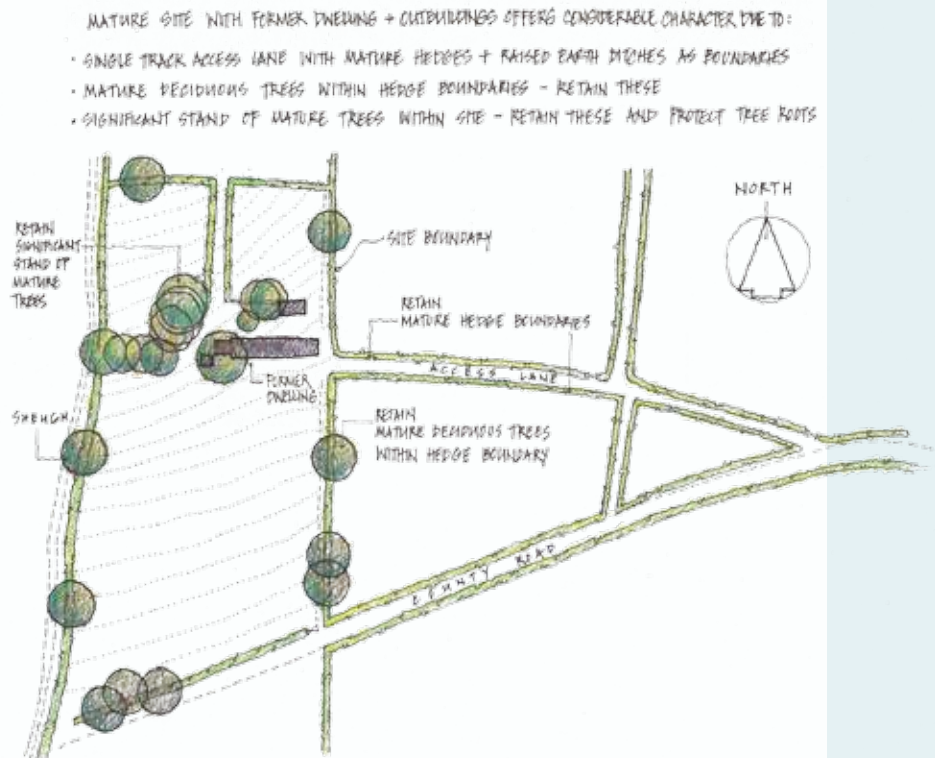 MATURE SITE WITH FORMER DWELLING + OUTBUILDINGS OFFERS CONSIDERABLE CHARACTER DUE TO:
• SINGLE TRACK ACCESS LANE WITH MATURE HEDGES + RAISED EARTH DITCHES AS BOUNDARIES
• MATURE DECIDUOUS TREES WITHIN HEDGE BOUNDARIES - RETAIN THESE
• SIGNIFICANT STAND OF MATURE TREES WITHIN SITE - RETAIN THESE AND PROTECT TREE ROOTS
NORTH
RETAIN
SIGNIFICANT
STAND OF
MATURE
TREES
SITE BOUNDARY
RETAIN
MATURE HEDGE BOUNDARIES
ACCESS LANE
FORMER
DWELLING
SHEUGH
RETAIN
MATURE DECIDUOUS TREES
WITHIN HEDGE BOUNDARY
COUNTY ROAD